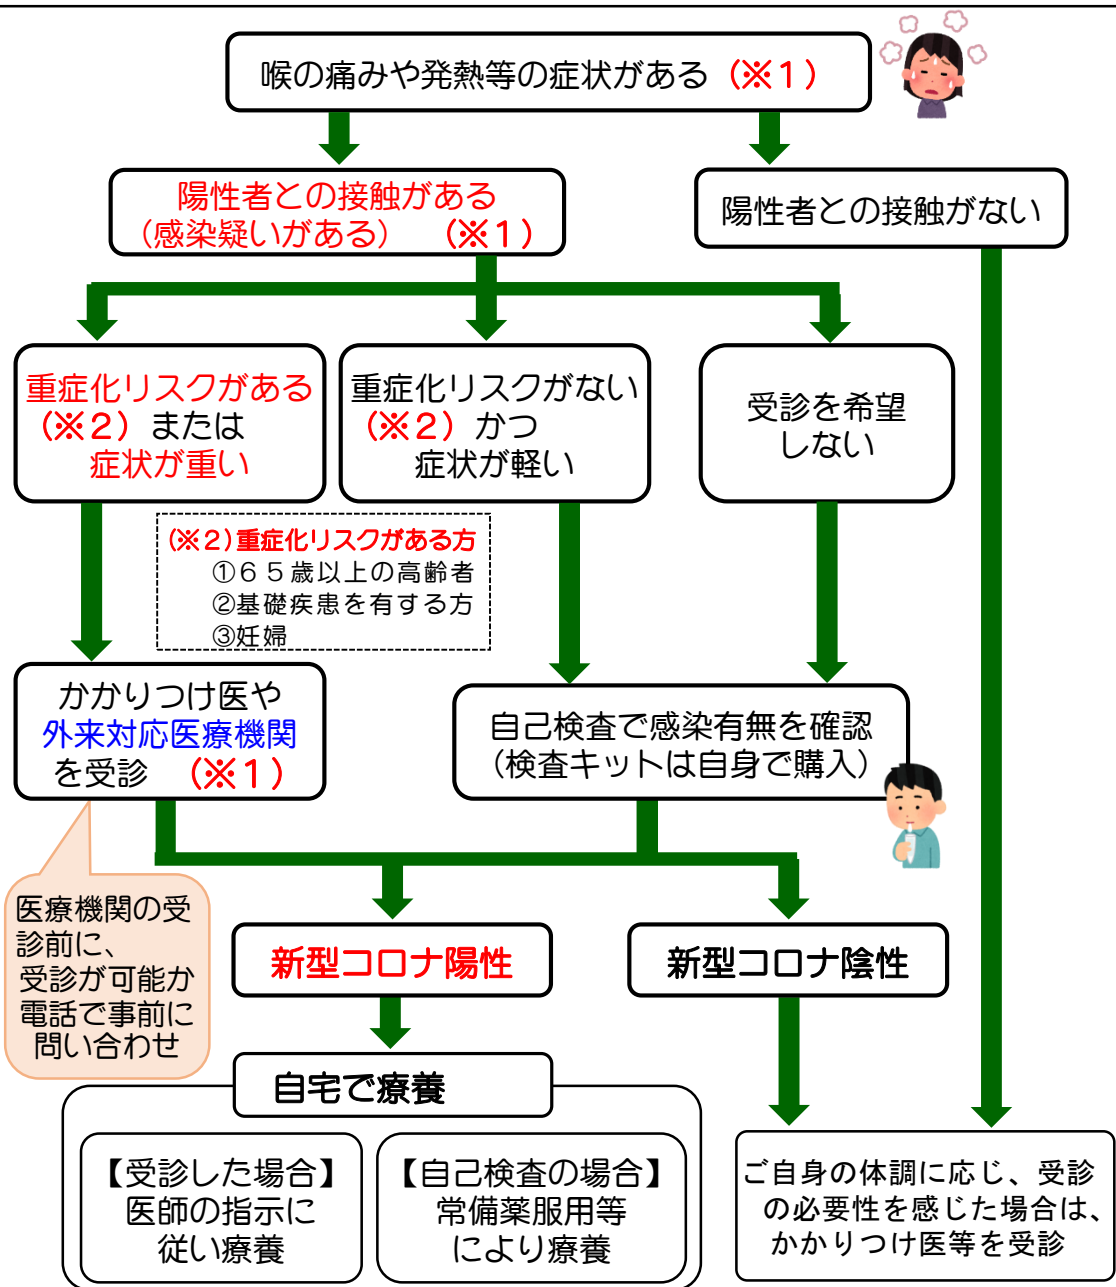 喉の痛みや発熱等の症状がある（※１）
陽性者との接触がある
（感染疑いがある）　（※１）
陽性者との接触がない
重症化リスクがある
（※２）または
症状が重い
重症化リスクがない
（※２）かつ
症状が軽い
受診を希望
しない
（※２）重症化リスクがある方
①６５歳以上の高齢者
②基礎疾患を有する方
③妊婦
かかりつけ医や
外来対応医療機関
を受診　（※１）
自己検査で感染有無を確認
（検査キットは自身で購入）
医療機関の受
診前に、
受診が可能か
電話で事前に
問い合わせ
新型コロナ陽性
新型コロナ陰性
自宅で療養
【受診した場合】
医師の指示に
従い療養
【自己検査の場合】
常備薬服用等
により療養
ご自身の体調に応じ、受診
の必要性を感じた場合は、
かかりつけ医等を受診